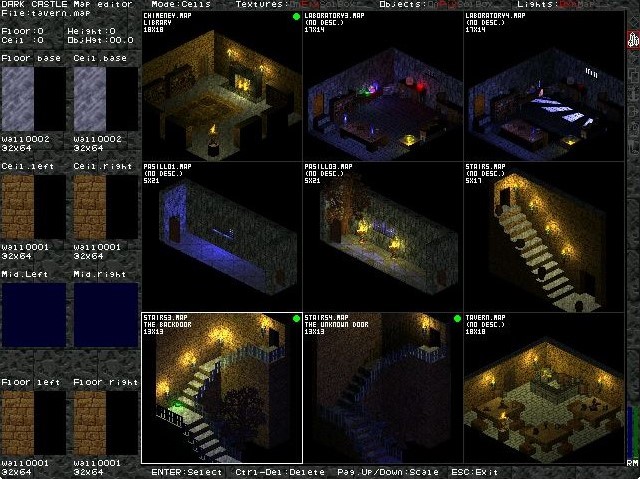 DARK CASTLE Map editor Mode:Cells Textures: Objects: Lights:
File:tavern.map
Floor:0 Height:0
Ceil :0 ObjHgt:00.0
Floor base Ceil.base
wall0002 wall0002
32x64 32x64
Ceil.left Ceil.right
wall0001 wall0001
32x64 32x64
Mid.Left Mid.right
Floor left Floor right
wall0001 wall0001
32x64 32x64
CHIMENEY.MAP
LIBRARY
18X18
LABORATORY3.MAP
(NO DESC.)
17X14
LABORATORY4.MAP
(NO DESC.)
17X14
PASILLO1.MAP
(NO DESC.)
5X21
PASILLO3.MAP
(NO DESC.)
5X21
STAIRS.MAP
(NO DESC.)
5X17
STAIRS3.MAP
THE BACKDOOR
13X13
STAIRS4.MAP
THE UNKNOWN DOOR
13X13
TAVERN.MAP
(NO DESC.)
18X18
RM
ENTER:Select Ctrl-Del:Delete Pag.Up/Down:Scale ESC:Exit